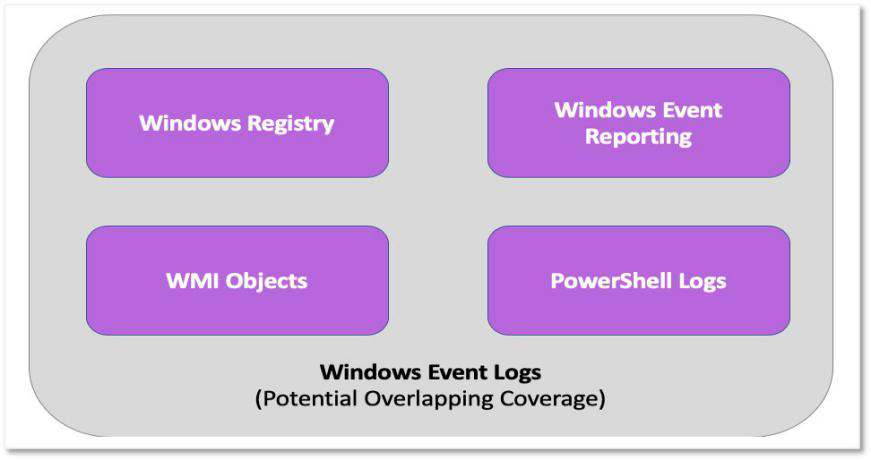 Windows Registry
Windows Event
Reporting
WMI Objects
PowerShell Logs
Windows Event Logs
(Potential Overlapping Coverage)